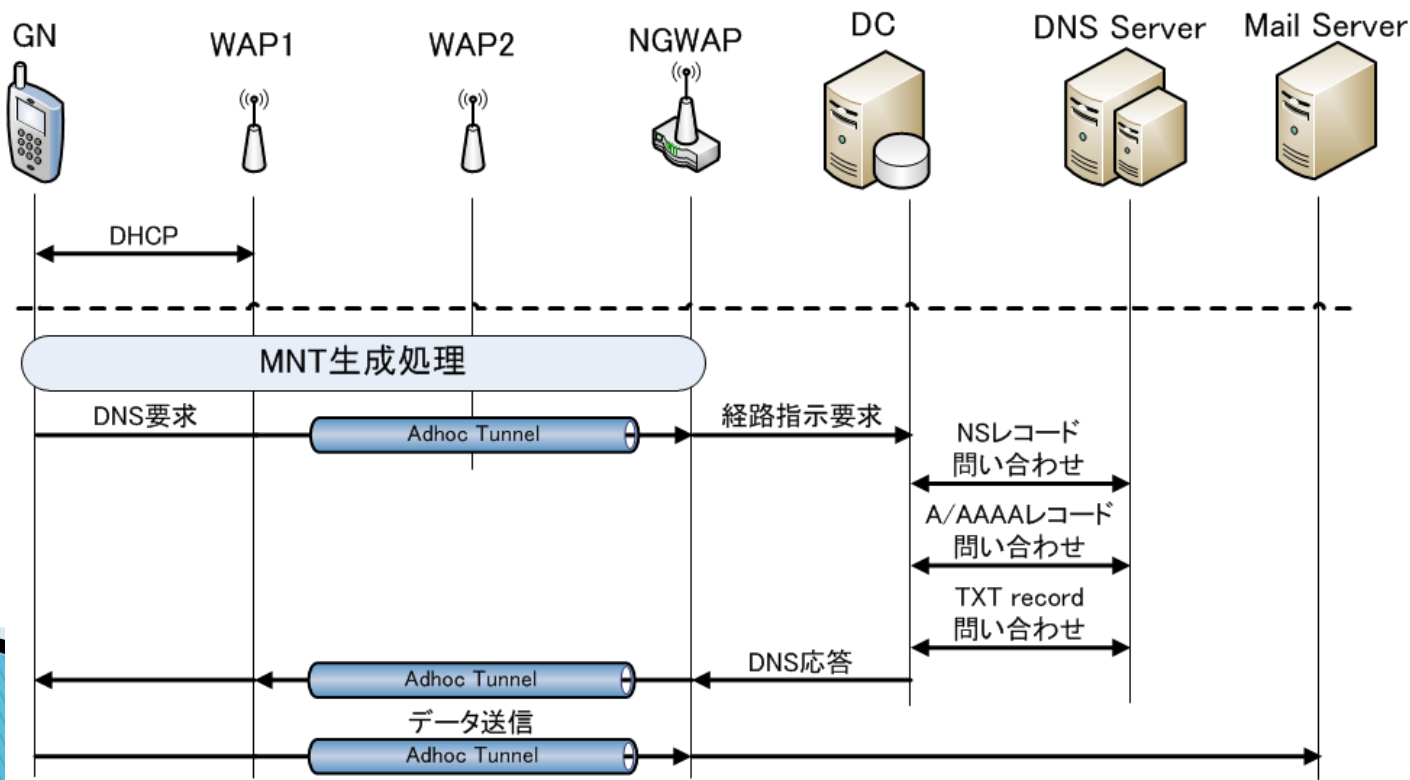 GN
WAP1
WAP2
NGWAP
DC
DNS Server
Mail Server
DHCP
MNT生成処理
DNS要求
Adhoc Tunnel
経路指示要求
NSレコード
問い合わせ
A/AAAAレコード
問い合わせ
TXT record
問い合わせ
DNS応答
Adhoc Tunnel
データ送信
Adhoc Tunnel